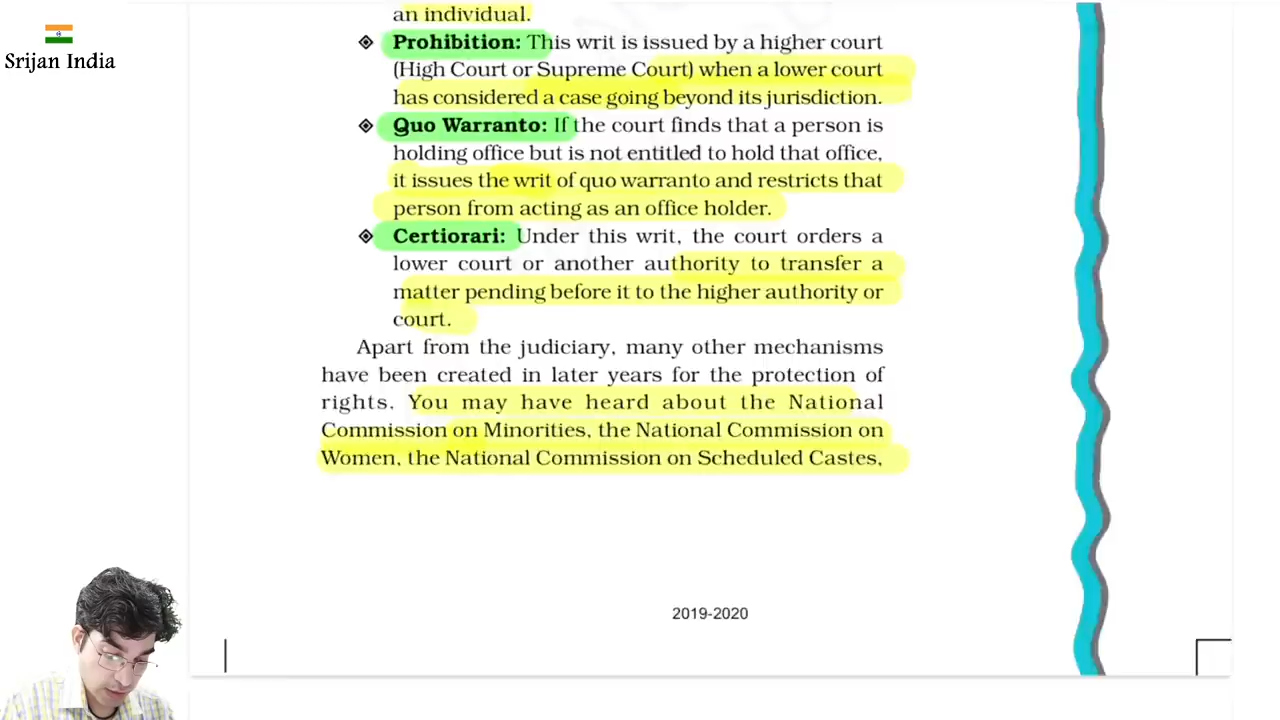 Srijan India
an individual.
Prohibition: This writ is issued by a higher court
(High Court or Supreme Court) when a lower court
has considered a case going beyond its jurisdiction.
Quo Warranto: If the court finds that a person is
holding office but is not entitled to hold that office,
it issues the writ of quo warranto and restricts that
person from acting as an office holder.
Certiorari: Under this writ, the court orders a
lower court or another authority to transfer a
matter pending before it to the higher authority or
court.
Apart from the judiciary, many other mechanisms
have been created in later years for the protection of
rights. You may have heard about the National
Commission on Minorities, the National Commission on
Women, the National Commission on Scheduled Castes,
2019-2020